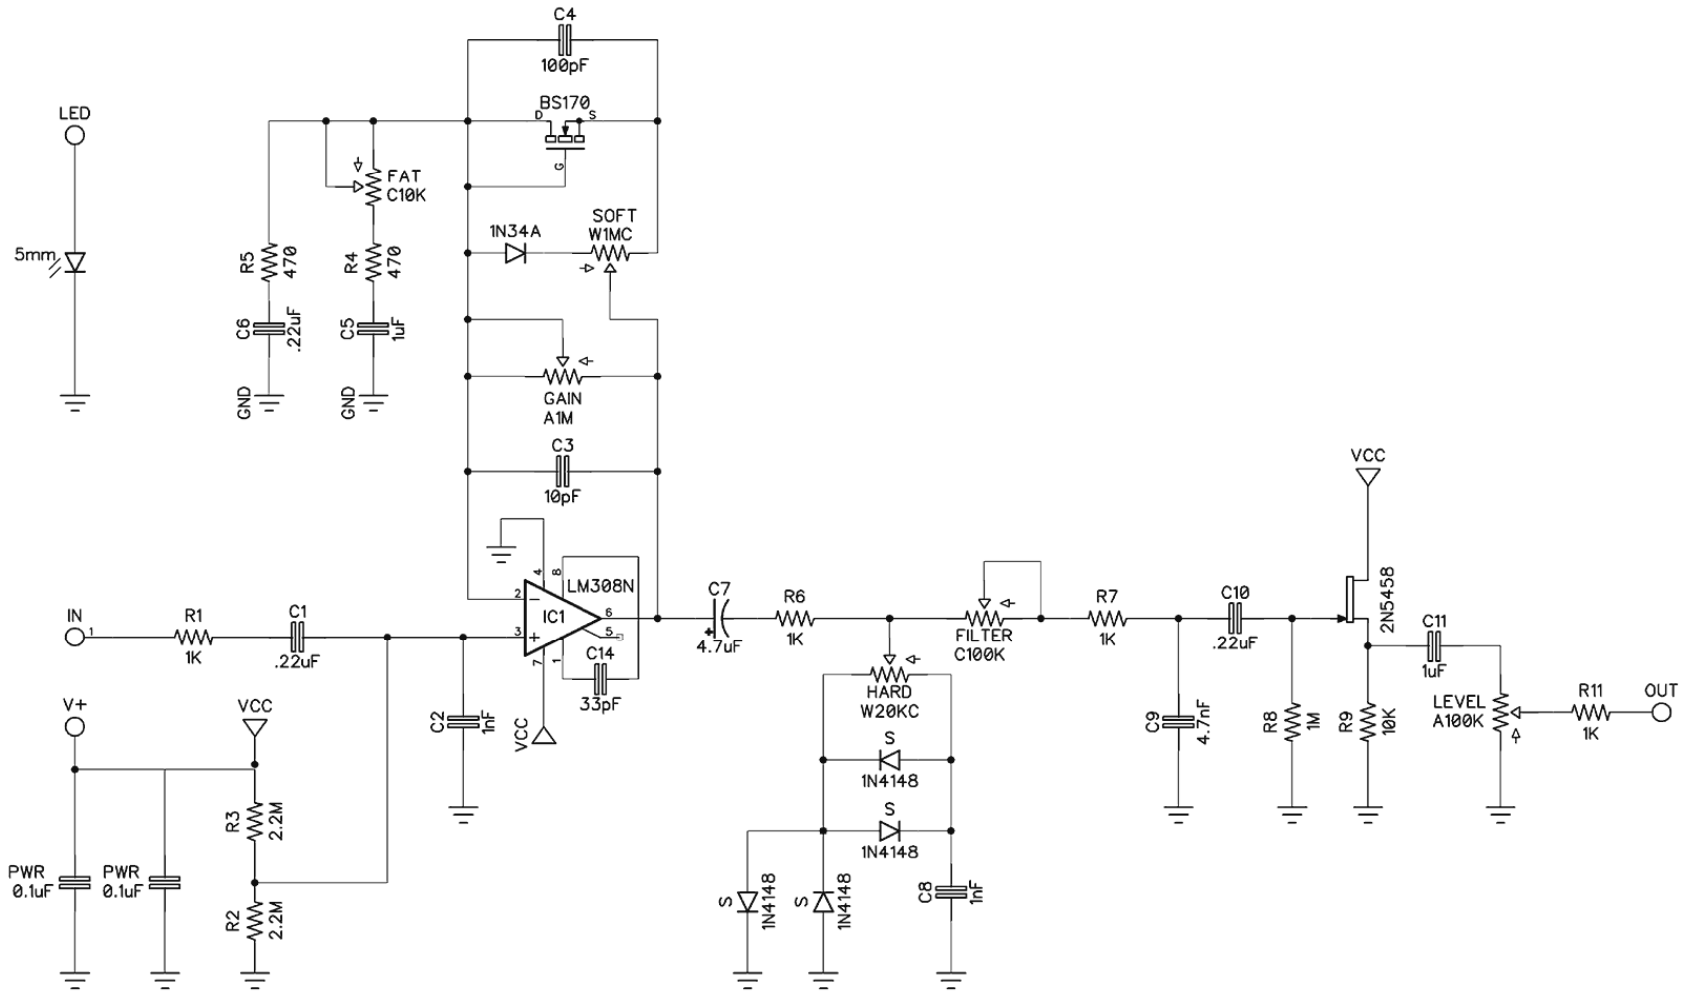 C4
100pF
BS170
D
S
G
LED
5mm
FAT
C10K
R5
470
R4
470
C6
.22uF
C5
1uF
GND
GND
1N34A
SOFT
W1MC
GAIN
A1M
C3
10pF
4
8
LM308N
2
IC1
6
3
5
7
1
C14
33pF
VCC
IN
1
R1
1K
C1
.22uF
C2
1nF
V+
VCC
R3
2.2M
R2
2.2M
PWR
0.1uF
PWR
0.1uF
C7
+
4.7uF
R6
1K
FILTER
C100K
HARD
W20KC
S
1N4148
S
1N4148
S
1N4148
S
1N4148
C8
1nF
R7
1K
C9
4.7nF
C10
.22uF
R8
1M
R9
10K
VCC
2N5458
C11
1uF
LEVEL
A100K
R11
1K
OUT